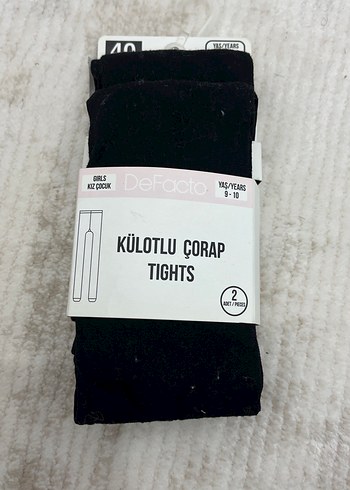 40
YAŞ/YEARS
GIRLS
KIZ ÇOCUK
DeFacto
YAŞ/YEARS
9 - 10
KÜLOTLU ÇORAP
TIGHTS
2
ADET / PIECES